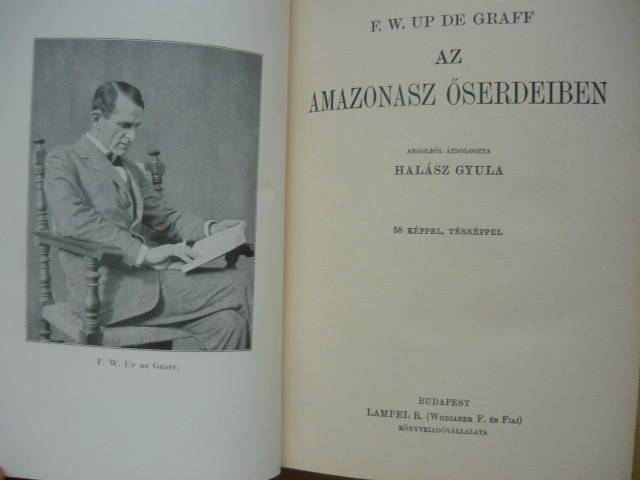 F. W. UP DE GRAFF.
F. W. UP DE GRAFF
AZ
AMAZONASZ ŐSERDEIBEN
ANGOLBÓL ÁTDOLGOZTA
HALÁSZ GYULA
58 KÉPPEL, TÉRKÉPPEL
BUDAPEST
LAMPEL R. (WODIANER F. ÉS FIAI)
KÖNYVKIADÓVÁLLALATA